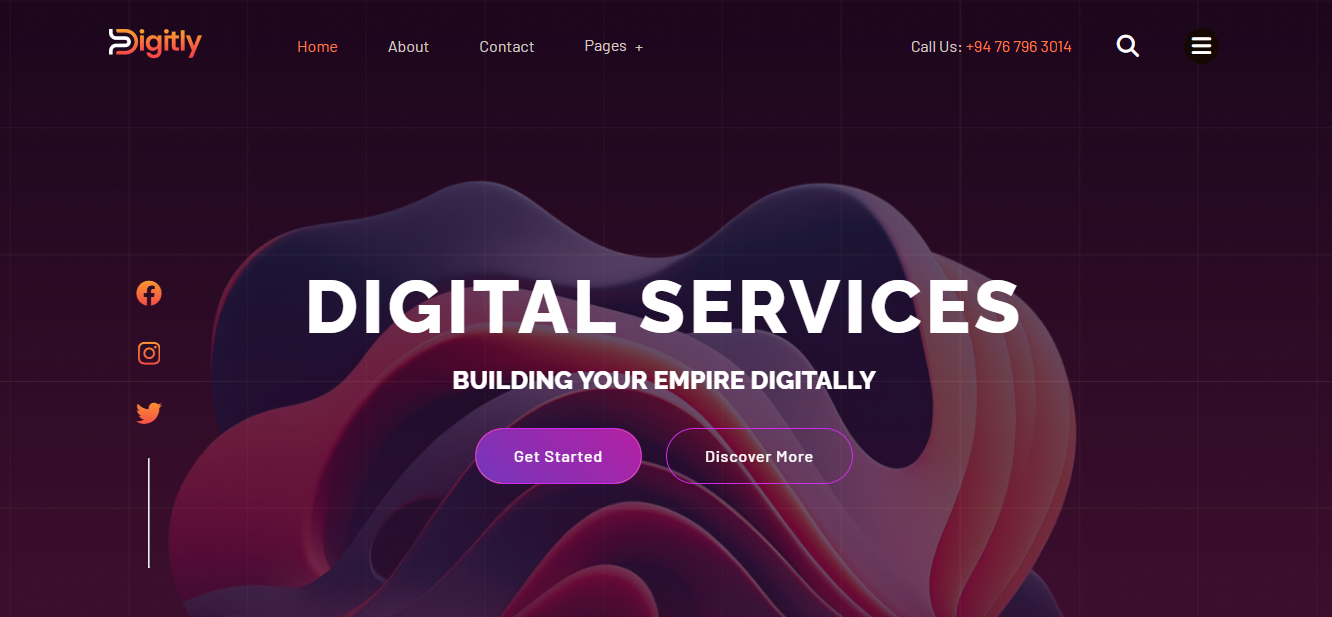 Digitly
Home About Contact Pages + Call Us: +94 76 796 3014
DIGITAL SERVICES
BUILDING YOUR EMPIRE DIGITALLY
Get Started Discover More